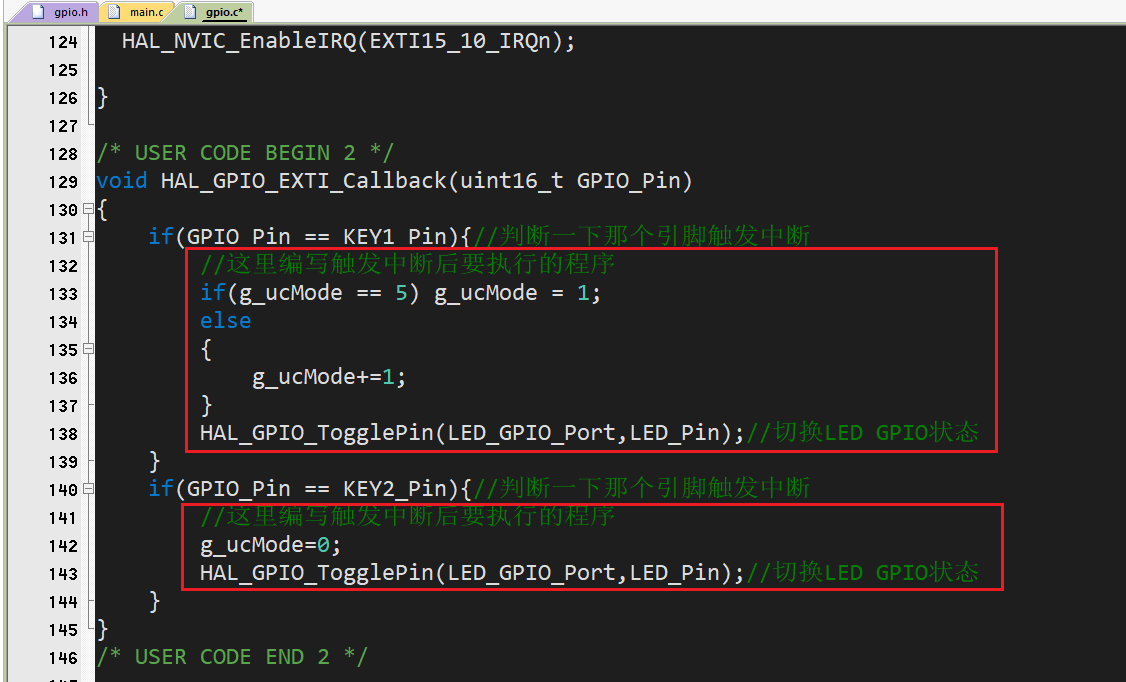 gpio.h main.c gpio.c*
124 HAL_NVIC_EnableIRQ(EXTI15_10_IRQn);
125
126 }
127
128 /* USER CODE BEGIN 2 */
129 void HAL_GPIO_EXTI_Callback(uint16_t GPIO_Pin)
130 {
131 if(GPIO_Pin == KEY1_Pin){//判断一下那个引脚触发中断
132 //这里编写触发中断后要执行的程序
133 if(g_ucMode == 5) g_ucMode = 1;
134 else
135 {
136 g_ucMode+=1;
137 }
138 HAL_GPIO_TogglePin(LED_GPIO_Port,LED_Pin);//切换LED GPIO状态
139 }
140 if(GPIO_Pin == KEY2_Pin){//判断一下那个引脚触发中断
141 //这里编写触发中断后要执行的程序
142 g_ucMode=0;
143 HAL_GPIO_TogglePin(LED_GPIO_Port,LED_Pin);//切换LED GPIO状态
144 }
145 }
146 /* USER CODE END 2 */